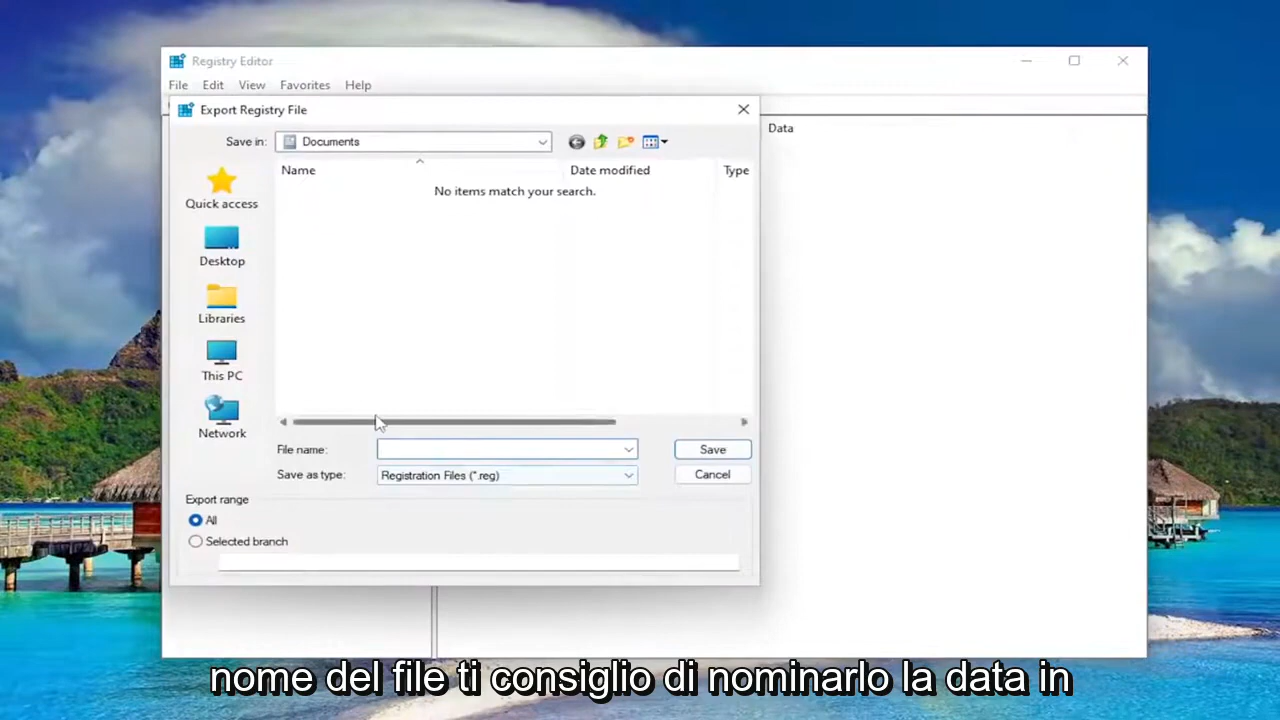 Registry Editor
File Edit View Favorites Help
Export Registry File
Save in: Documents
Data
Name Date modified Type
No items match your search.
Quick access
Desktop
Libraries
This PC
Network
File name: Save
Save as type: Registration Files (*.reg) Cancel
Export range
All
Selected branch
nome del file ti consiglio di nominarlo la data in